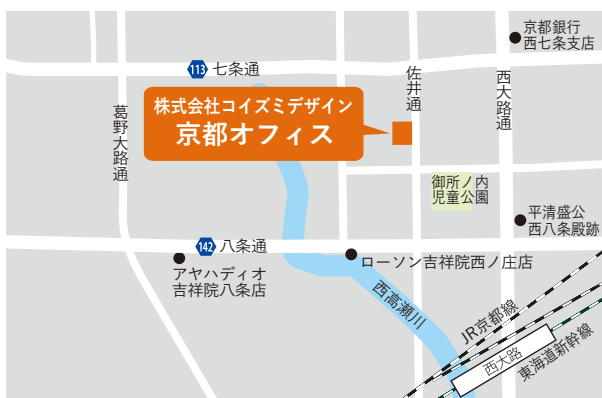 京都銀行
西七条支店
113 七条通
佐井通
西大路通
葛野大路通
株式会社コイズミデザイン
京都オフィス
御所ノ内
児童公園
平清盛公
西八条殿跡
142 八条通
ローソン吉祥院西ノ庄店
アヤハディオ
吉祥院八条店
西高瀬川
JR京都線
西大路
東海道新幹線